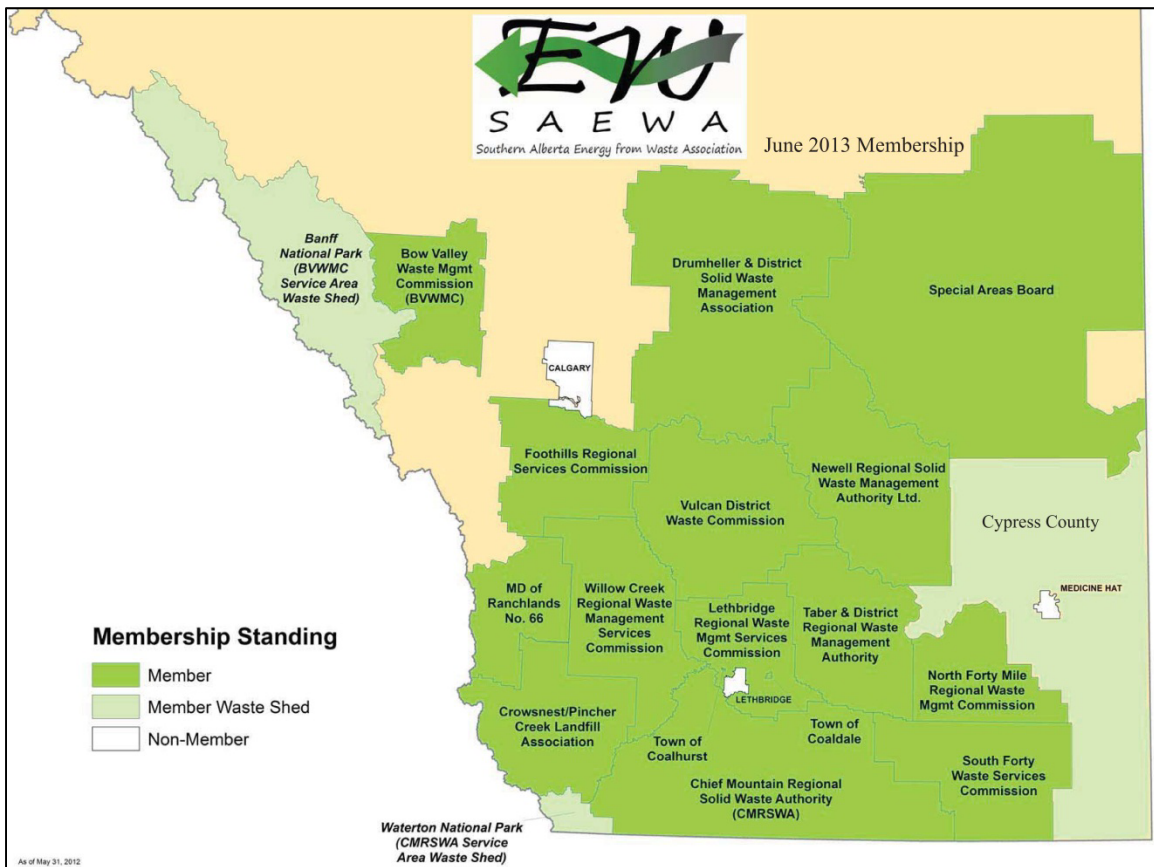 EW
SAEWA
Southern Alberta Energy from Waste Association
June 2013 Membership
Banff
National Park
(BVWMC
Service Area
Waste Shed)
Bow Valley
Waste Mgmt
Commission
(BVWMC)
Drumheller & District
Solid Waste
Management
Association
Special Areas Board
CALGARY
Foothills Regional
Services Commission
Newell Regional Solid
Waste Management
Authority Ltd.
Vulcan District
Waste Commission
Cypress County
MEDICINE HAT
MD of
Ranchlands
No. 66
Willow Creek
Regional Waste
Management
Services
Commission
Lethbridge
Regional Waste
Mgmt Services
Commission
Taber & District
Regional Waste
Management
Authority
North Forty Mile
Regional Waste
Mgmt Commission
LETHBRIDGE
Crowsnest/Pincher
Creek Landfill
Association
Town of
Coalhurst
Town of
Coaldale
South Forty
Waste Services
Commission
Chief Mountain Regional
Solid Waste Authority
(CMRSWA)
Waterton National Park
(CMRSWA Service
Area Waste Shed)
Membership Standing
Member
Member Waste Shed
Non-Member
As of May 31, 2012